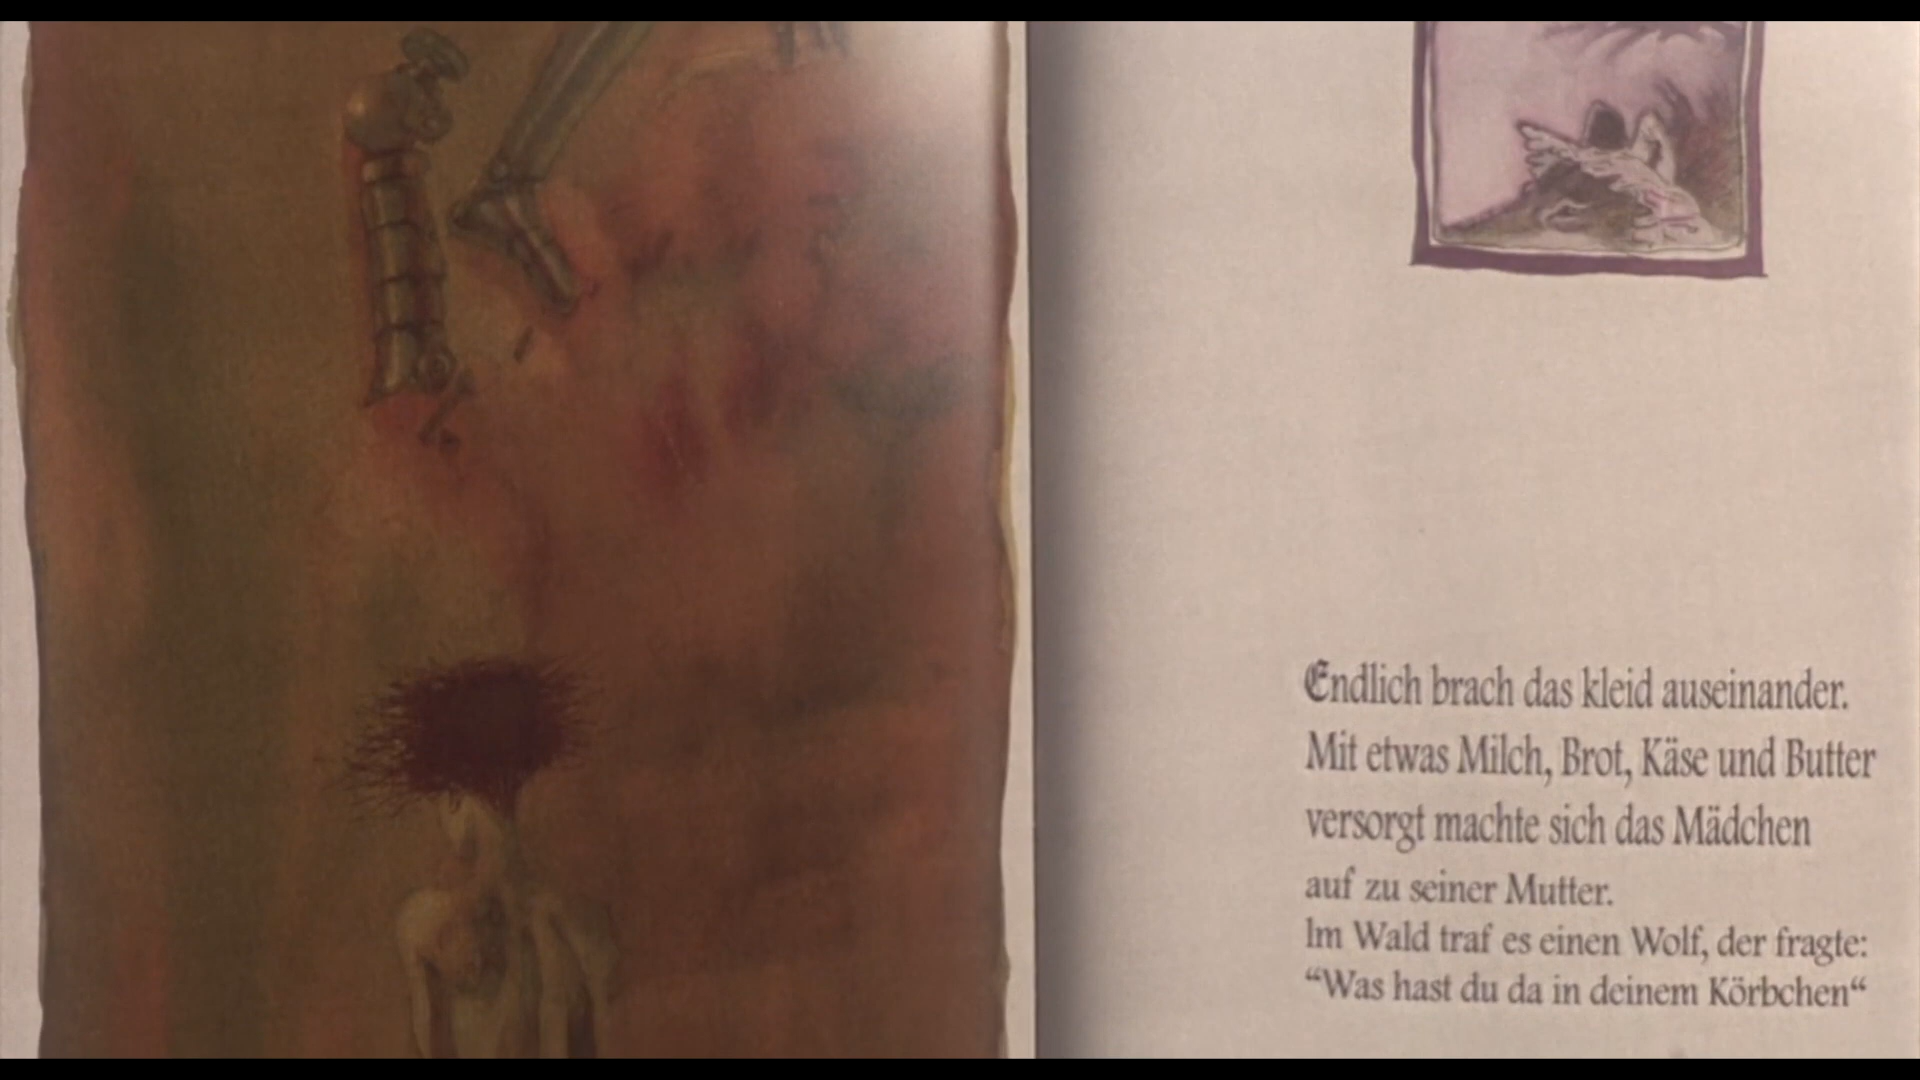 Endlich brach das kleid auseinander.
Mit etwas Milch, Brot, Käse und Butter
versorgt machte sich das Mädchen
auf zu seiner Mutter.
Im Wald traf es einen Wolf, der fragte:
“Was hast du da in deinem Körbchen“